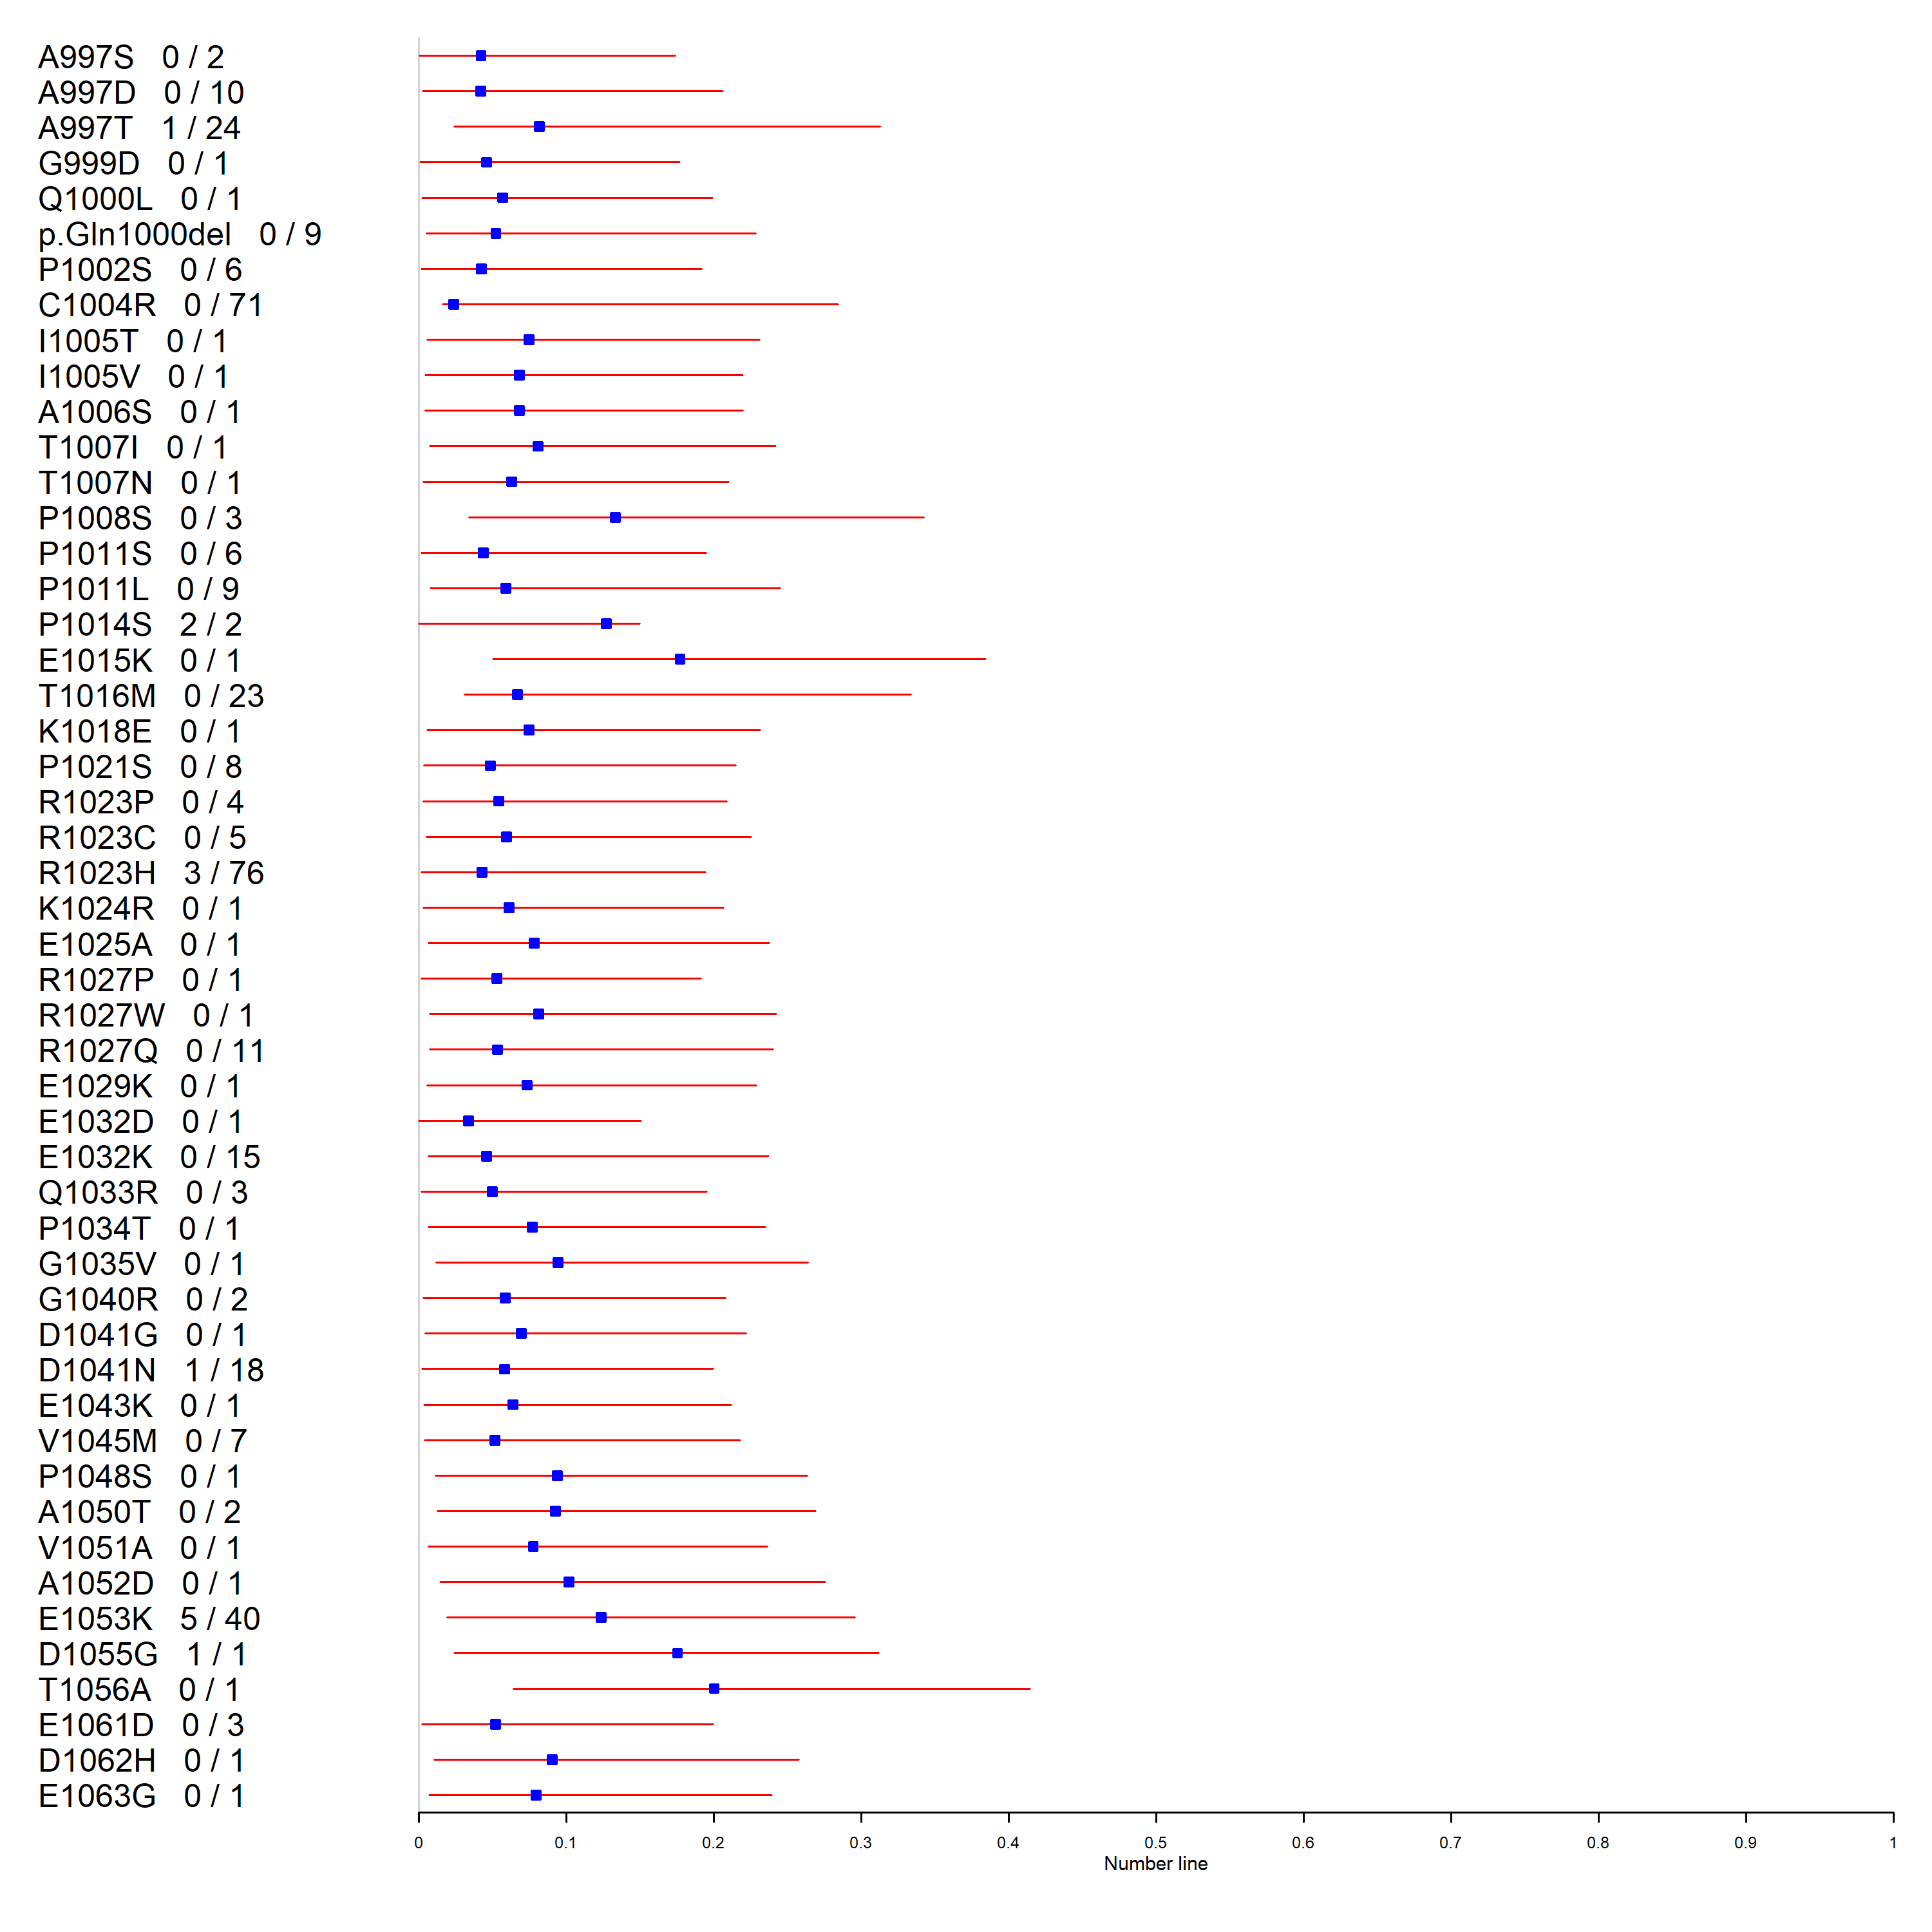 A997S 0 / 2
A997D 0 / 10
A997T 1 / 24
G999D 0 / 1
Q1000L 0 / 1
p.Gln1000del 0 / 9
P1002S 0 / 6
C1004R 0 / 71
I1005T 0 / 1
I1005V 0 / 1
A1006S 0 / 1
T1007I 0 / 1
T1007N 0 / 1
P1008S 0 / 3
P1011S 0 / 6
P1011L 0 / 9
P1014S 2 / 2
E1015K 0 / 1
T1016M 0 / 23
K1018E 0 / 1
P1021S 0 / 8
R1023P 0 / 4
R1023C 0 / 5
R1023H 3 / 76
K1024R 0 / 1
E1025A 0 / 1
R1027P 0 / 1
R1027W 0 / 1
R1027Q 0 / 11
E1029K 0 / 1
E1032D 0 / 1
E1032K 0 / 15
Q1033R 0 / 3
P1034T 0 / 1
G1035V 0 / 1
G1040R 0 / 2
D1041G 0 / 1
D1041N 1 / 18
E1043K 0 / 1
V1045M 0 / 7
P1048S 0 / 1
A1050T 0 / 2
V1051A 0 / 1
A1052D 0 / 1
E1053K 5 / 40
D1055G 1 / 1
T1056A 0 / 1
E1061D 0 / 3
D1062H 0 / 1
E1063G 0 / 1
0 0.1 0.2 0.3 0.4 0.5 0.6 0.7 0.8 0.9 1
Number line